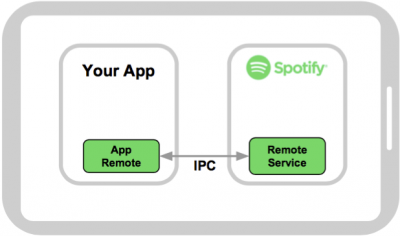 Your App
Spotify
App
Remote
IPC
Remote
Service